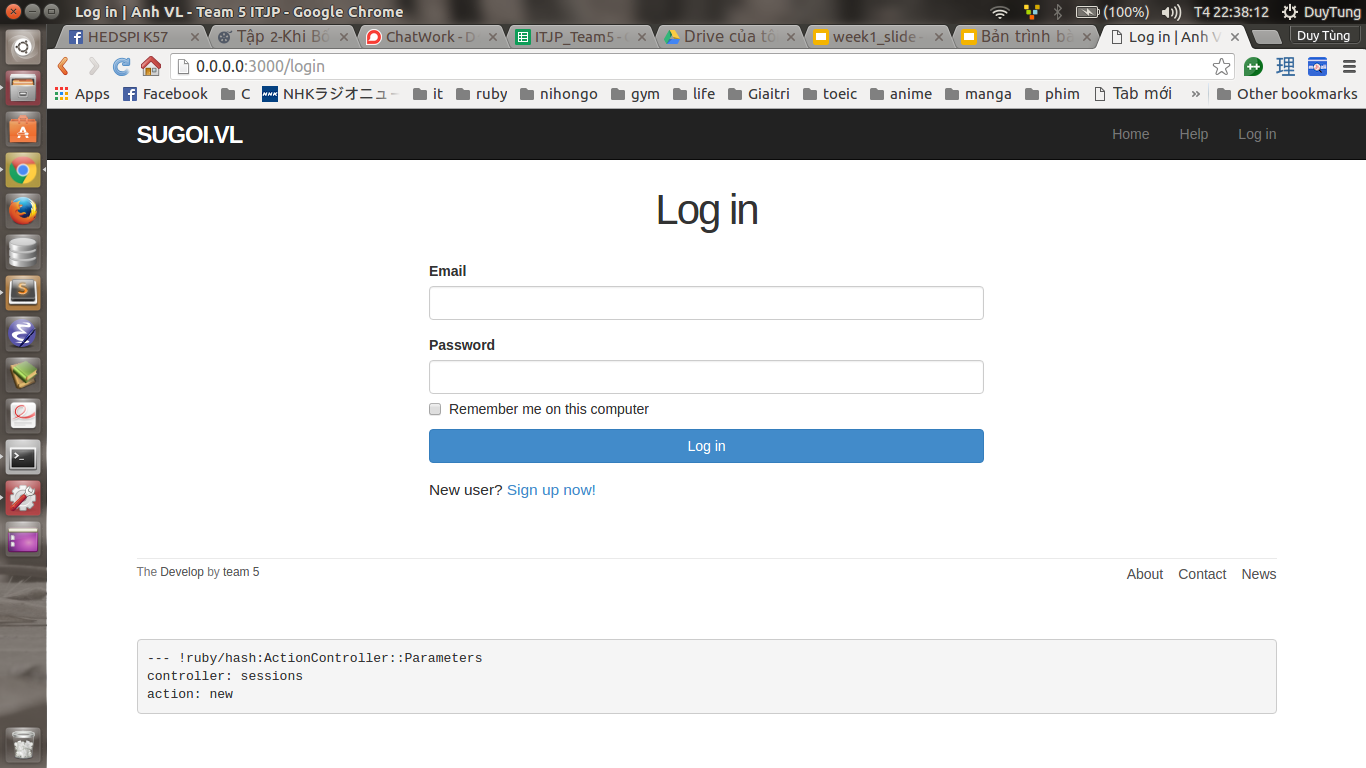 Log in | Anh VL - Team 5 ITJP - Google Chrome
(100%)
T4 22:38:12
DuyTung
HEDSPI K57
Tập 2-Khi Bố
ChatWork - D
ITJP_Team5 -
Drive của tô
week1_slide -
Bản trình bà
Log in | Anh V
Duy Tùng
0.0.0.0:3000/login
理
Apps
Facebook
C
NHK
NHKラジオニュー
it
ruby
nihongo
gym
life
Giaitri
toeic
anime
manga
phim
Tab mới
»
Other bookmarks
SUGOI.VL
Home
Help
Log in
Log in
Email
Password
Remember me on this computer
Log in
New user? Sign up now!
The Develop by team 5
About
Contact
News
--- !ruby/hash:ActionController::Parameters
controller: sessions
action: new